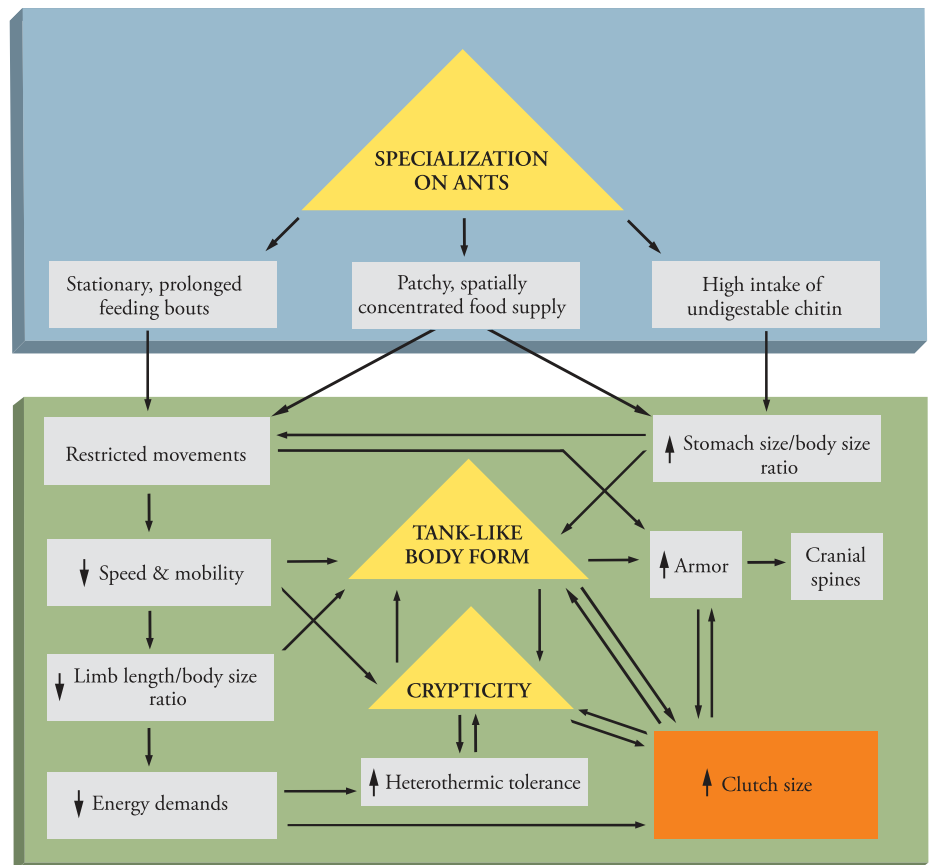 SPECIALIZATION
ON ANTS
Stationary, prolonged
feeding bouts
Patchy, spatially
concentrated food supply
High intake of
undigestable chitin
Restricted movements
Stomach size/body size
ratio
TANK-LIKE
BODY FORM
Speed & mobility
Armor
Cranial
spines
Limb length/body size
ratio
CRYPTICITY
Energy demands
Heterothermic tolerance
Clutch size